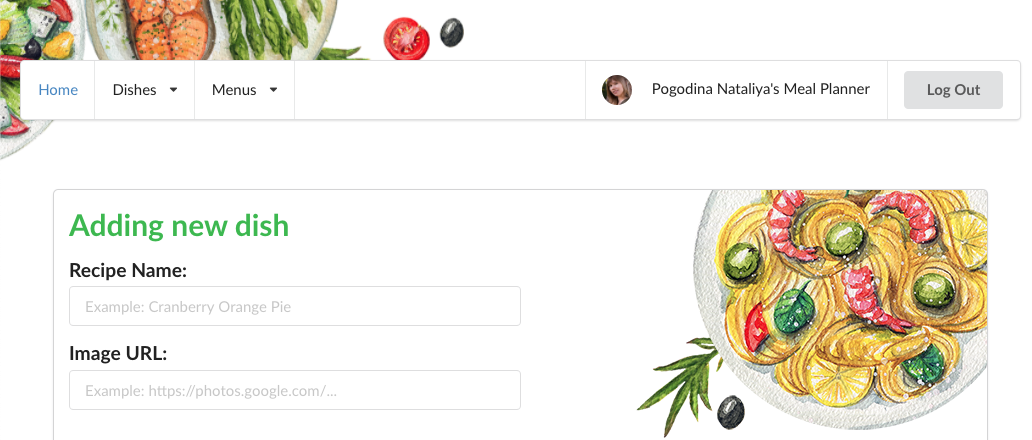 Home
Dishes
Menus
Pogodina Nataliya's Meal Planner
Log Out
Adding new dish
Recipe Name:
Example: Cranberry Orange Pie
Image URL:
Example: https://photos.google.com/...